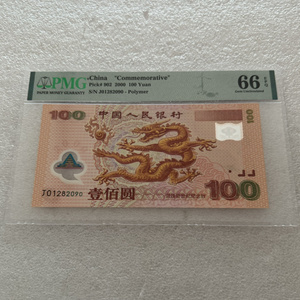 PMG
China "Commemorative"
Pick# 902 2000 100 Yuan
S/N J01282090 - Polymer
66 EPQ
100 中国人民银行 100
J01282090
壹佰圆
100